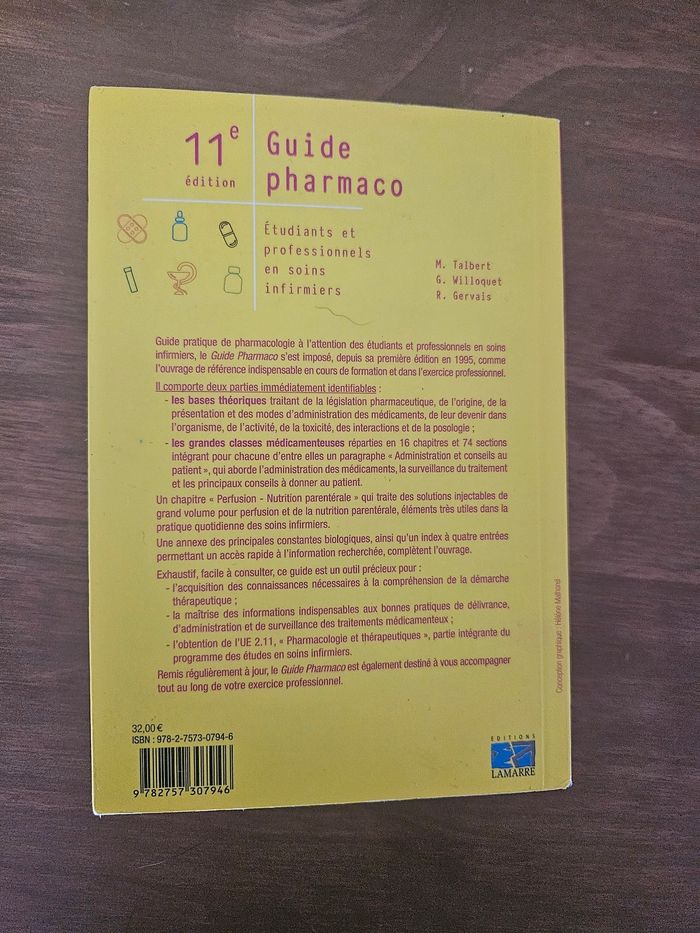 11e
édition
Guide
pharmaco
Étudiants et
professionnels
en soins
infirmiers
M. Talbert
G. Willoquet
R. Gervais
Guide pratique de pharmacologie à l'attention des étudiants et professionnels en soins
infirmiers, le Guide Pharmaco s'est imposé, depuis sa première édition en 1995, comme
l'ouvrage de référence indispensable en cours de formation et dans l'exercice professionnel.
Il comporte deux parties immédiatement identifiables :
- les bases théoriques traitant de la législation pharmaceutique, de l'origine, de la
présentation et des modes d'administration des médicaments, de leur devenir dans
l'organisme, de l'activité, de la toxicité, des interactions et de la posologie ;
- les grandes classes médicamenteuses réparties en 16 chapitres et 74 sections
intégrant pour chacune d'entre elles un paragraphe « Administration et conseils au
patient », qui aborde l'administration des médicaments, la surveillance du traitement
et les principaux conseils à donner au patient.
Un chapitre « Perfusion - Nutrition parentérale » qui traite des solutions injectables de
grand volume pour perfusion et de la nutrition parentérale, éléments très utiles dans la
pratique quotidienne des soins infirmiers.
Une annexe des principales constantes biologiques, ainsi qu'un index à quatre entrées
permettant un accès rapide à l'information recherchée, complètent l'ouvrage.
Exhaustif, facile à consulter, ce guide est un outil précieux pour :
- l'acquisition des connaissances nécessaires à la compréhension de la démarche
thérapeutique ;
- la maîtrise des informations indispensables aux bonnes pratiques de délivrance,
d'administration et de surveillance des traitements médicamenteux ;
- l'obtention de l'UE 2.11, « Pharmacologie et thérapeutiques », partie intégrante du
programme des études en soins infirmiers.
Remis régulièrement à jour, le Guide Pharmaco est également destiné à vous accompagner
tout au long de votre exercice professionnel.
Conception graphique : Hélène
32,00 €
ISBN : 978-2-7573-0794-6
9 782757 307946
EDITIONS
LAMARRE